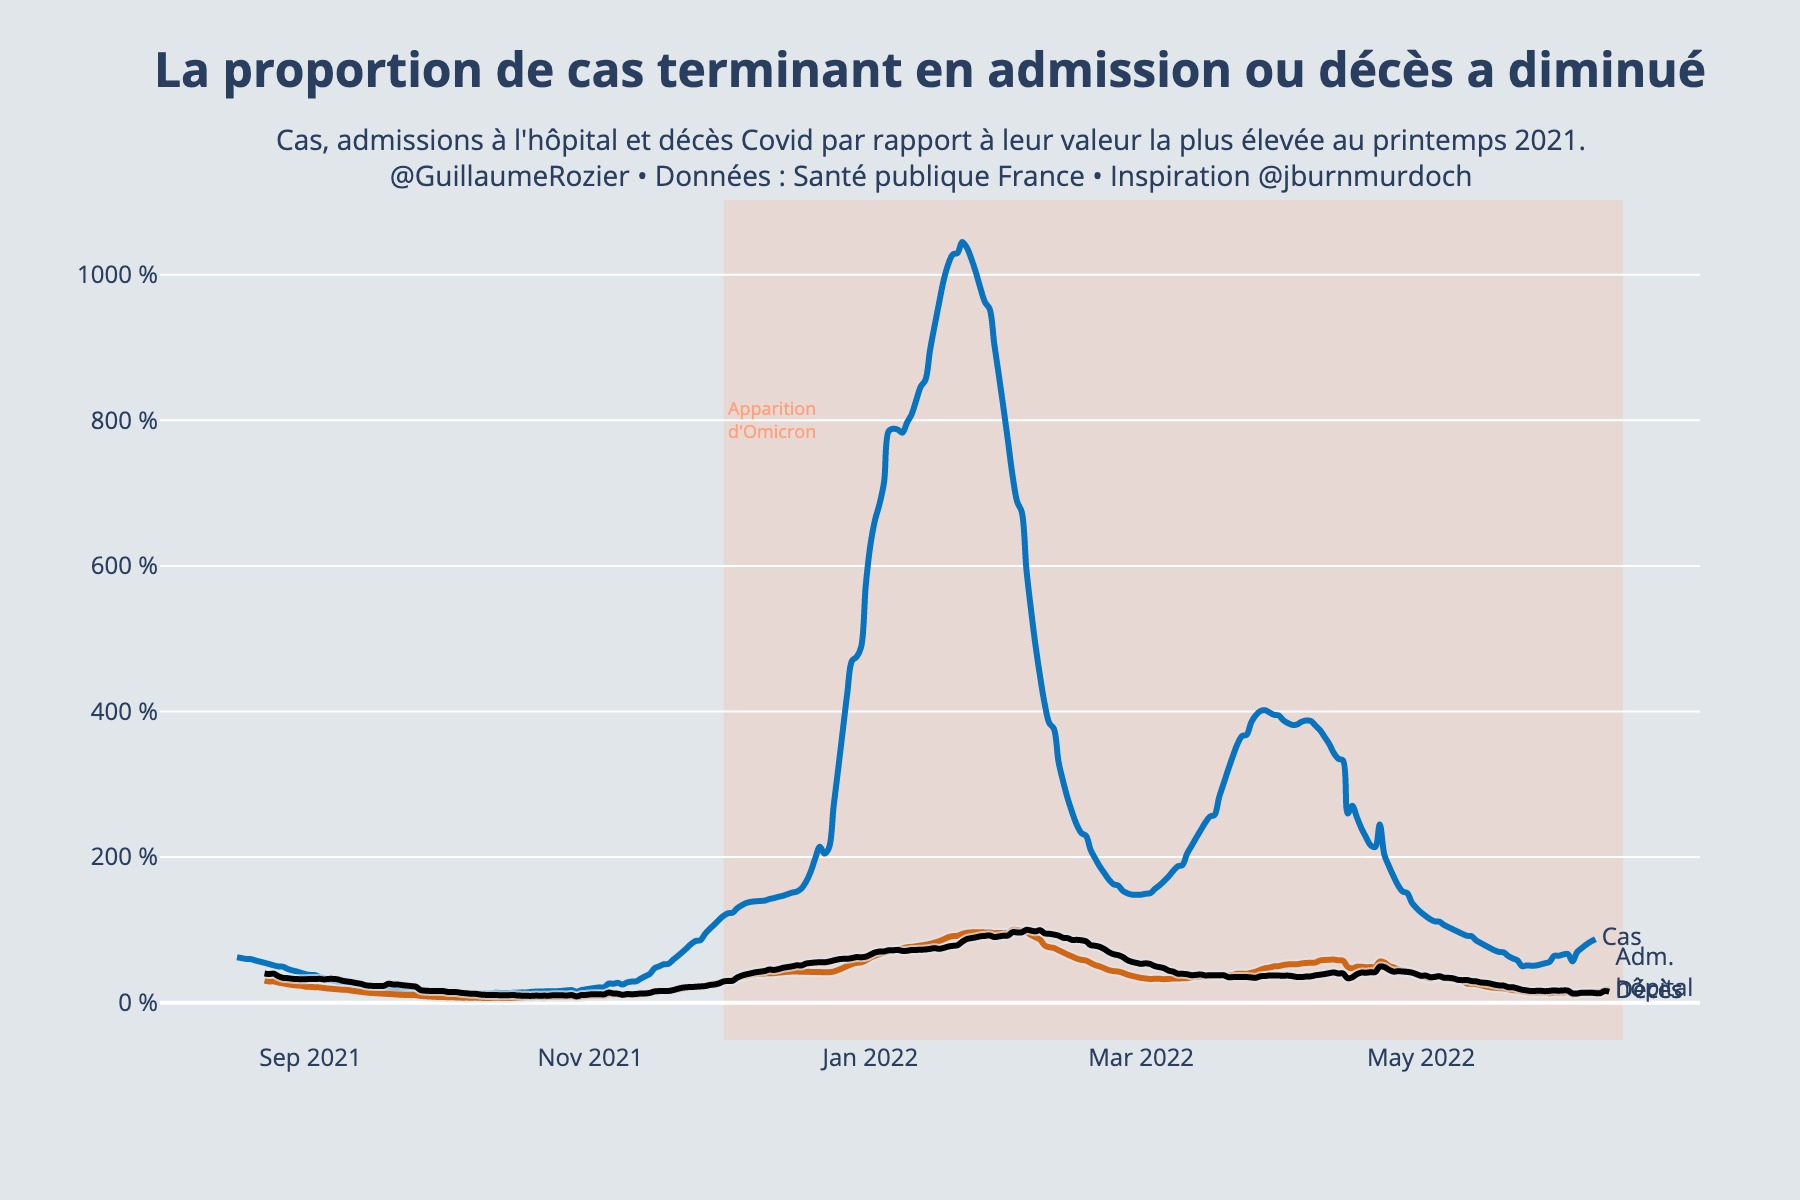 La proportion de cas terminant en admission ou décès a diminué
Cas, admissions à l'hôpital et décès Covid par rapport à leur valeur la plus élevée au printemps 2021.
@GuillaumeRozier • Données : Santé publique France • Inspiration @jburnmurdoch
1000 %
800 %
600 %
400 %
200 %
0 %
Apparition
d'Omicron
Cas
Adm.
hôpital
Décès
Sep 2021
Nov 2021
Jan 2022
Mar 2022
May 2022